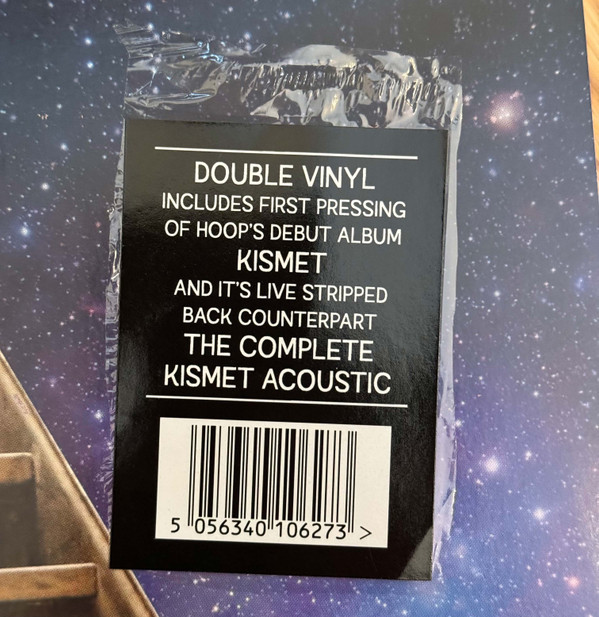 DOUBLE VINYL
INCLUDES FIRST PRESSING
OF HOOP'S DEBUT ALBUM
KISMET
AND IT'S LIVE STRIPPED
BACK COUNTERPART
THE COMPLETE
KISMET ACOUSTIC
5 056340 106273 >